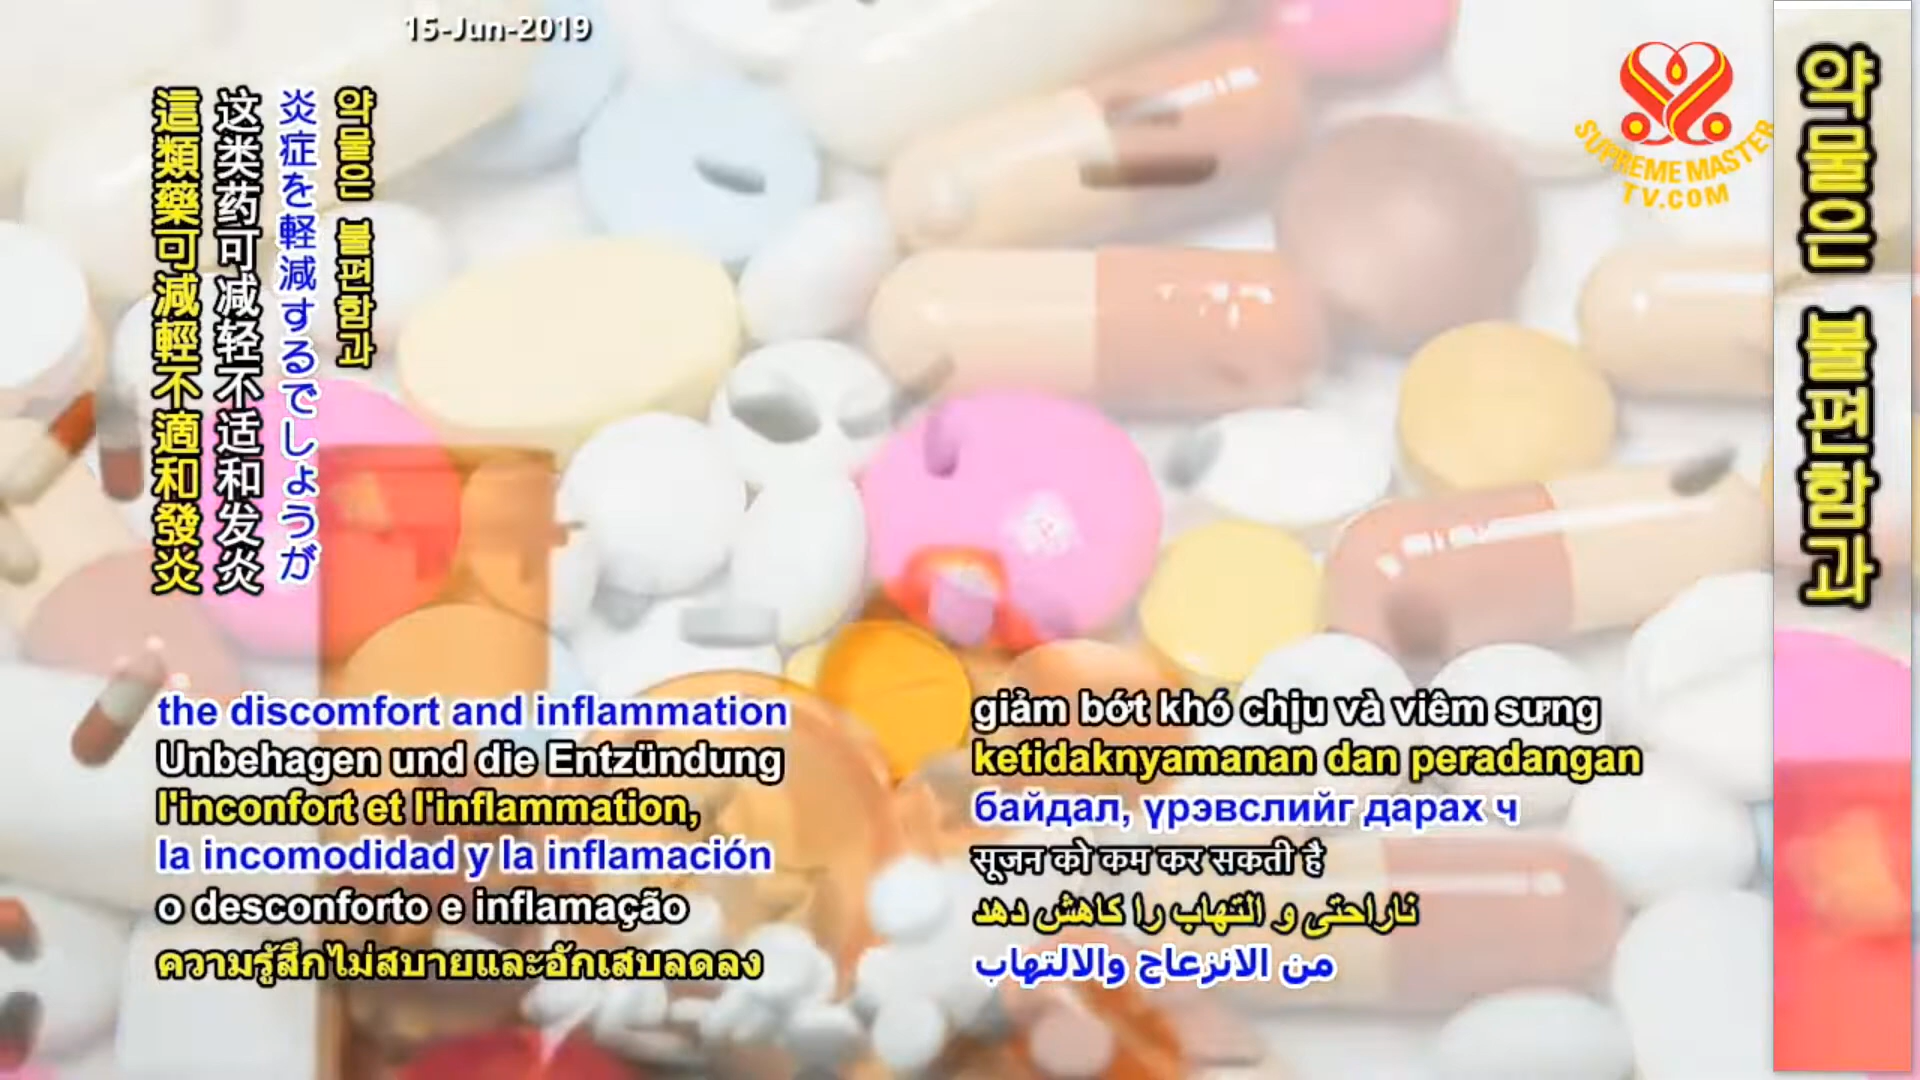 15-Jun-2019
SUPREME MASTER
TV.COM
약물은 불편함과
炎症を軽減するでしょうが
这类药可减轻不适和发炎
這類藥可減輕不適和發炎
약물은 불편함과
the discomfort and inflammation
Unbehagen und die Entzündung
l'inconfort et l'inflammation,
la incomodidad y la inflamación
o desconforto e inflamação
ความรู้สึกไม่สบายและอักเสบลดลง
giảm bớt khó chịu và viêm sưng
ketidaknyamanan dan peradangan
байдал, үрэвслийг дарах ч
सूजन को कम कर सकती है
ناراحتی و التهاب را کاهش دهد
من الانزعاج والالتهاب